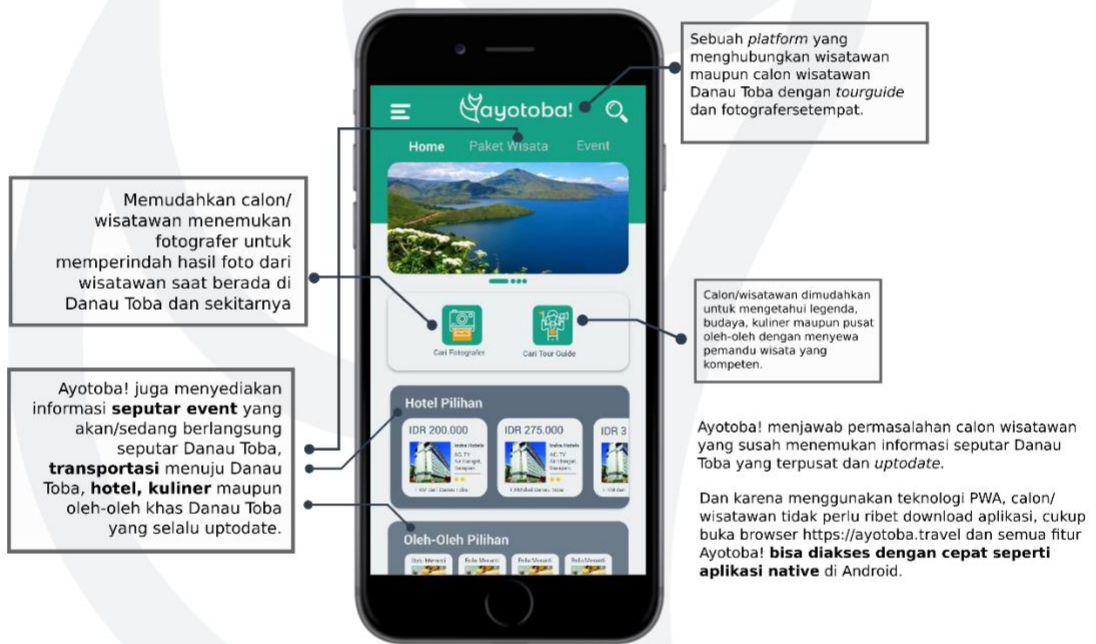 Sebuah platform yang
menghubungkan wisatawan
maupun calon wisatawan
Danau Toba dengan tourguide
dan fotografersetempat.
ayotoba!
Home Paket Wisata Event
Memudahkan calon/
wisatawan menemukan
fotografer untuk
memperindah hasil foto dari
wisatawan saat berada di
Danau Toba dan sekitarnya
Calon/wisatawan dimudahkan
untuk mengetahui legenda,
budaya, kuliner maupun pusat
oleh-oleh dengan menyewa
pemandu wisata yang
kompeten.
Cari Fotografer Cari Tour Guide
Ayotoba! juga menyediakan
informasi seputar event yang
akan/sedang berlangsung
seputar Danau Toba,
transportasi menuju Danau
Toba, hotel, kuliner maupun
oleh-oleh khas Danau Toba
yang selalu uptodate.
Hotel Pilihan
IDR 200.000 IDR 275.000 IDR 3
Oleh-Oleh Pilihan
Ayotoba! menjawab permasalahan calon wisatawan
yang susah menemukan informasi seputar Danau
Toba yang terpusat dan uptodate.
Dan karena menggunakan teknologi PWA, calon/
wisatawan tidak perlu ribet download aplikasi, cukup
buka browser https://ayotoba.travel dan semua fitur
Ayotoba! bisa diakses dengan cepat seperti
aplikasi native di Android.